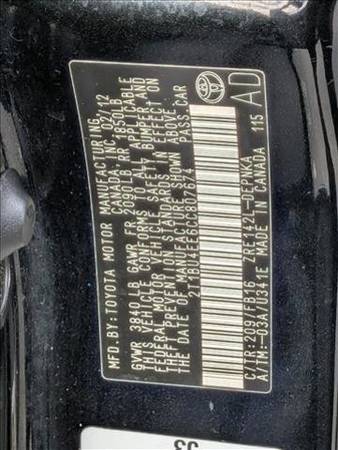 MFD.BY: TOYOTA MOTOR MANUFACTURING
CANADA, INC. 02/12
GVWR 3840 LB GAWR FR 2090 LB RR 1850LB
THIS VEHICLE CONFORMS TO ALL APPLICABLE
FEDERAL MOTOR VEHICLE SAFETY, BUMPER, AND
THEFT PREVENTION STANDARDS IN EFFECT ON
THE DATE OF MANUFACTURE SHOWN ABOVE.
2T1BU4EE6CC807674 PASS CAR
AD
C/TR:209/FB16 ZRE142L-DEPNKA
A/TM:-03A/U341E MADE IN CANADA 115